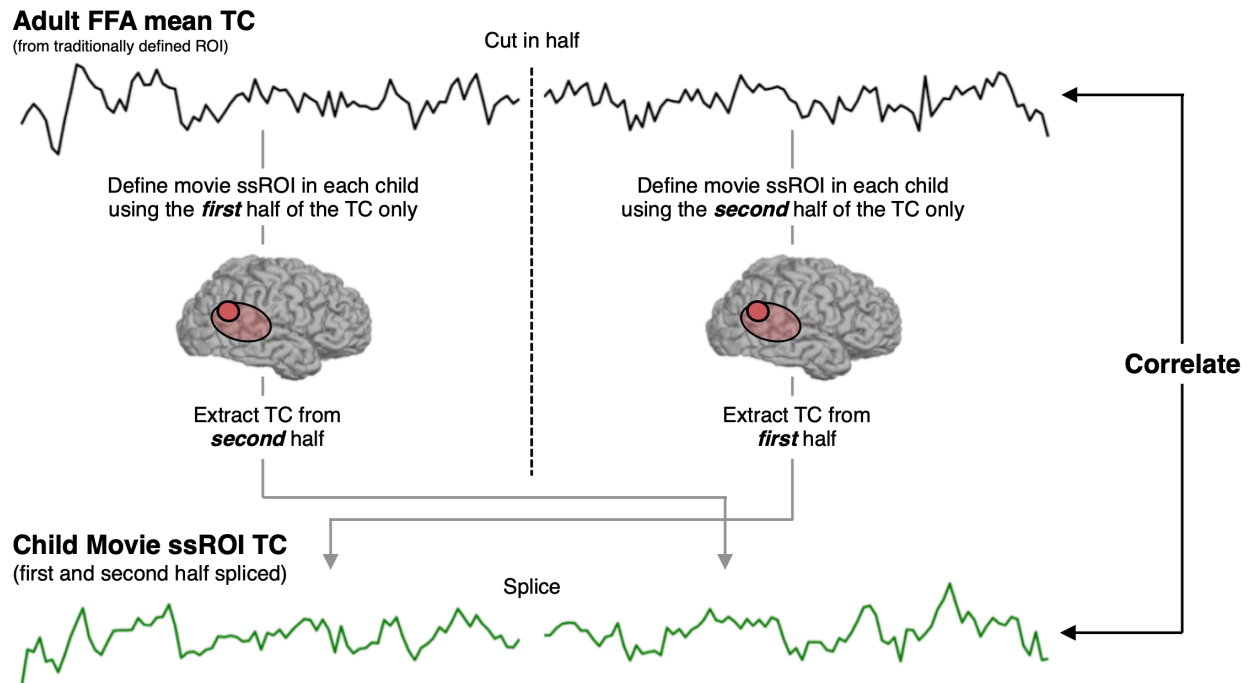 Adult FFA mean TC
(from traditionally defined ROI)
Cut in half
Define movie ssROI in each child
using the first half of the TC only
Define movie ssROI in each child
using the second half of the TC only
Extract TC from
second half
Extract TC from
first half
Correlate
Child Movie ssROI TC
(first and second half spliced)
Splice